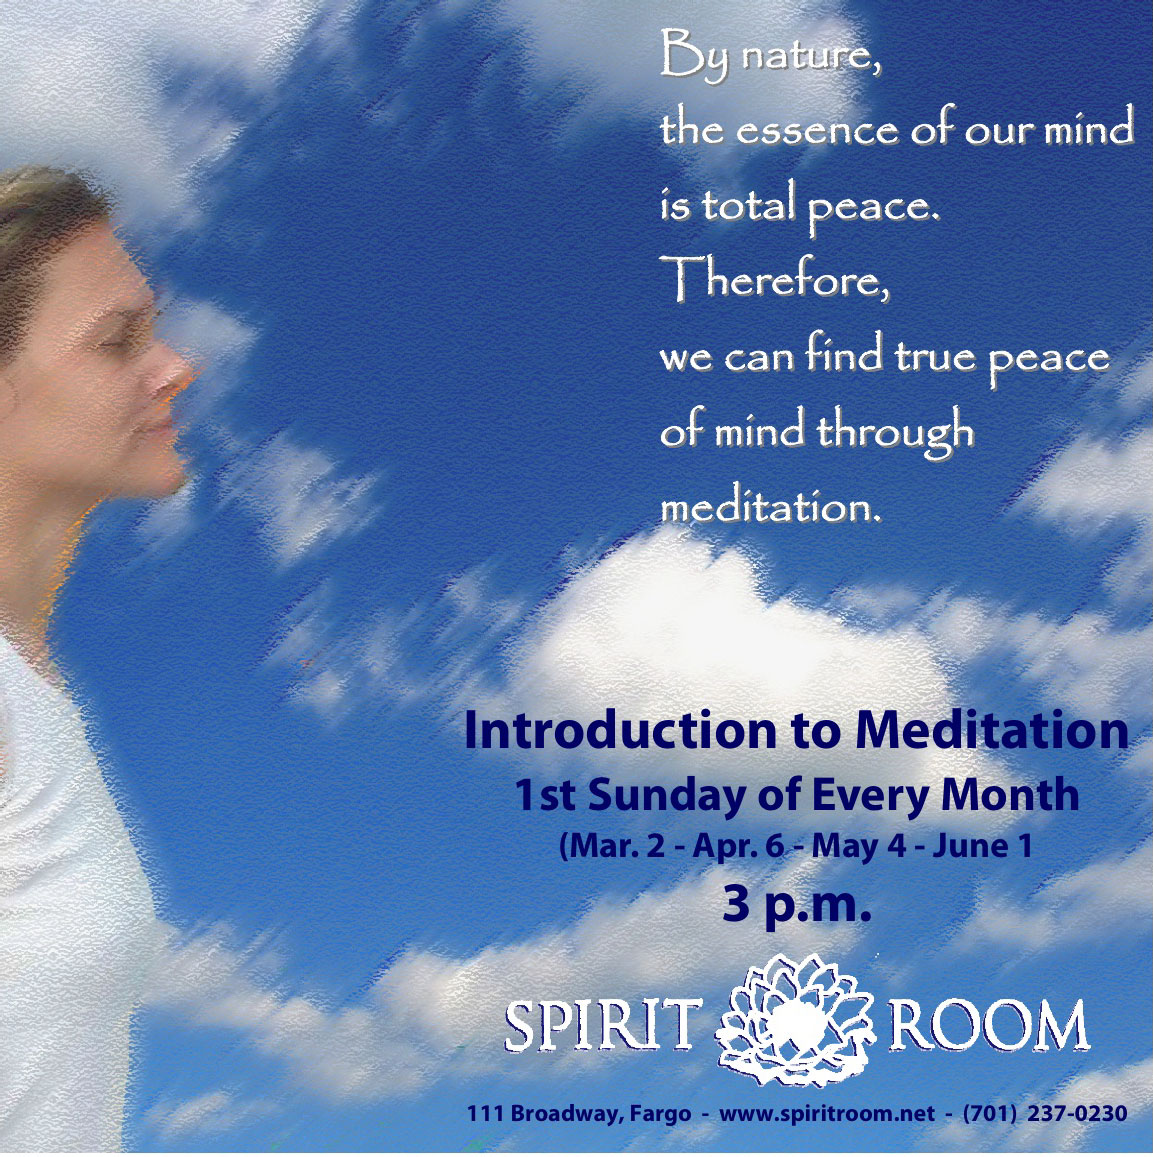 By nature,
the essence of our mind
is total peace.
Therefore,
we can find true peace
of mind through
meditation.
Introduction to Meditation
1st Sunday of Every Month
(Mar. 2 - Apr. 6 - May 4 - June 1
3 p.m.
SPIRIT ROOM
111 Broadway, Fargo - www.spiritroom.net - (701) 237-0230